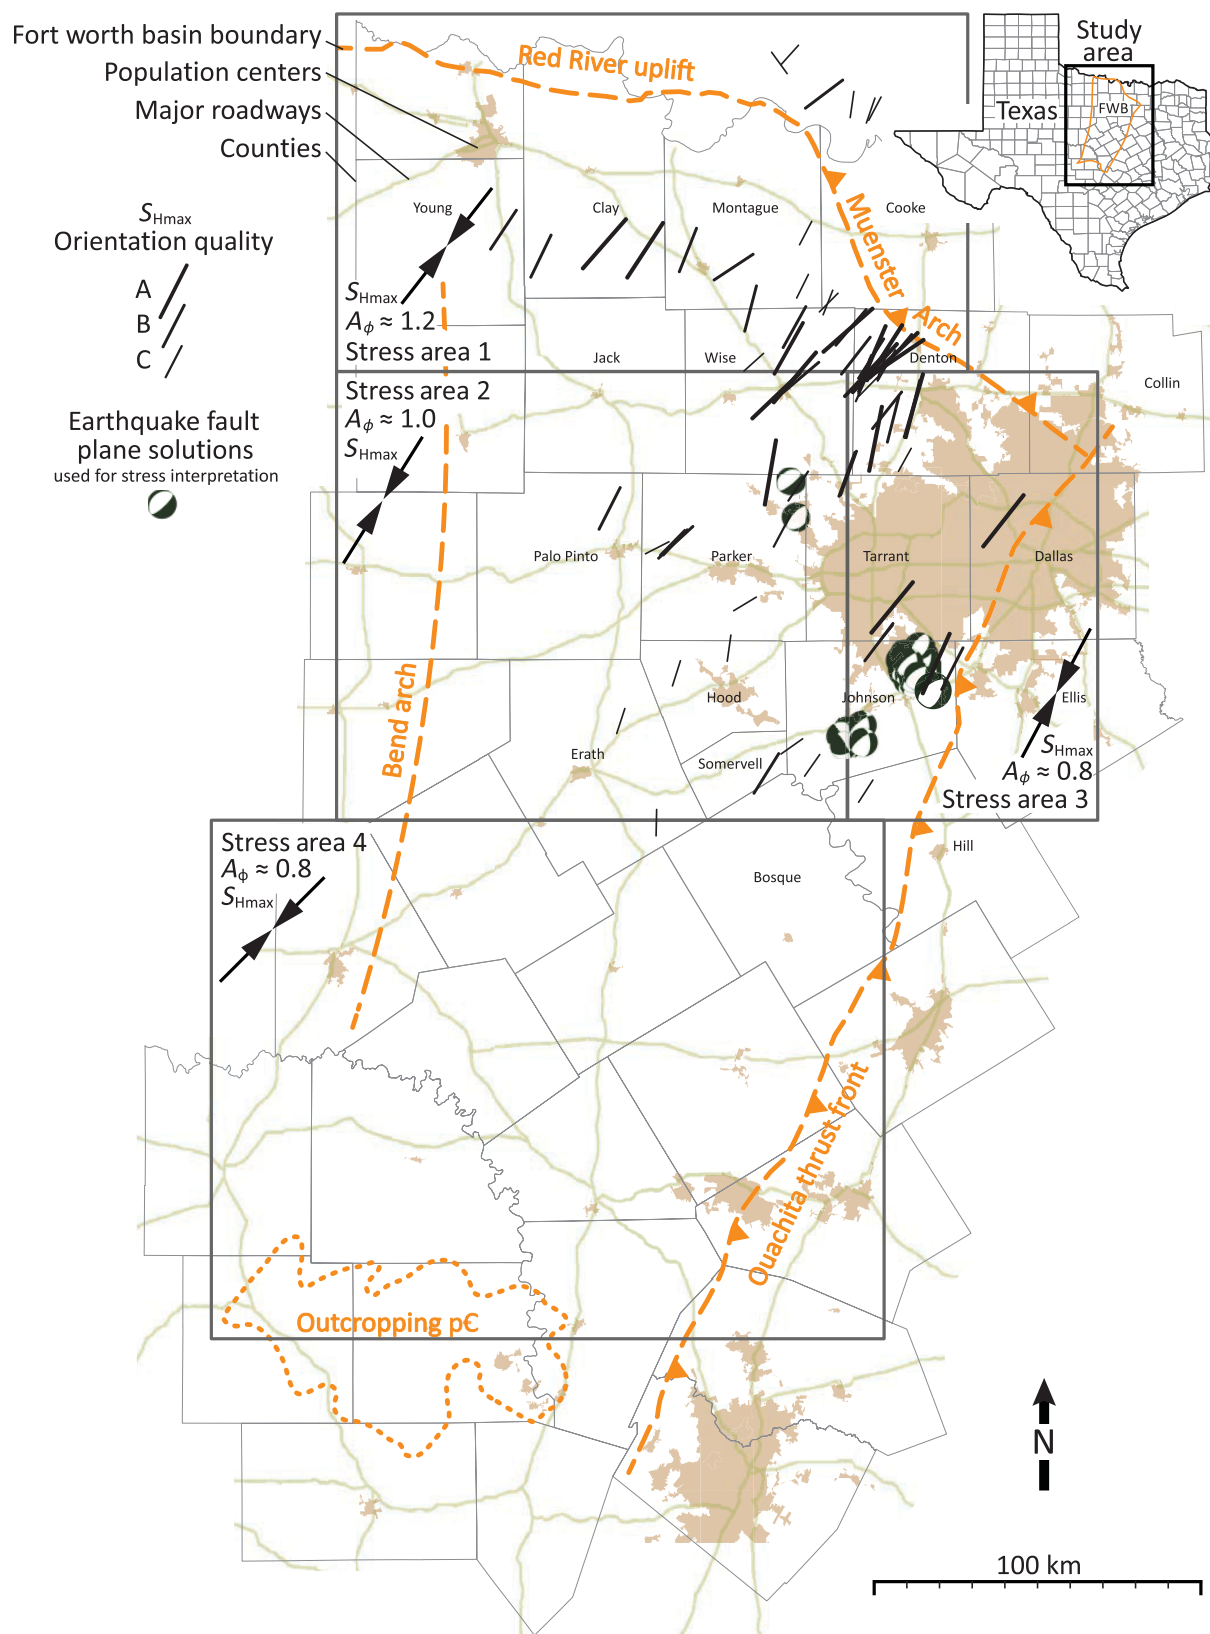 Fort worth basin boundary
Population centers
Major roadways
Counties
SHmax
Orientation quality
A
B
C
Earthquake fault
plane solutions
used for stress interpretation
Red River uplift
Study
area
Texas
FWB
Young
Clay
Montague
Cooke
Muenster
Arch
SHmax
Aϕ ≈ 1.2
Stress area 1
Jack
Wise
Denton
Collin
Stress area 2
Aϕ ≈ 1.0
SHmax
Palo Pinto
Parker
Tarrant
Dallas
Bend arch
Hood
Johnson
Ellis
Erath
Somervell
SHmax
Aϕ ≈ 0.8
Stress area 3
Stress area 4
Aϕ ≈ 0.8
SHmax
Hill
Bosque
Ouachita thrust front
Outcropping pЄ
N
100 km